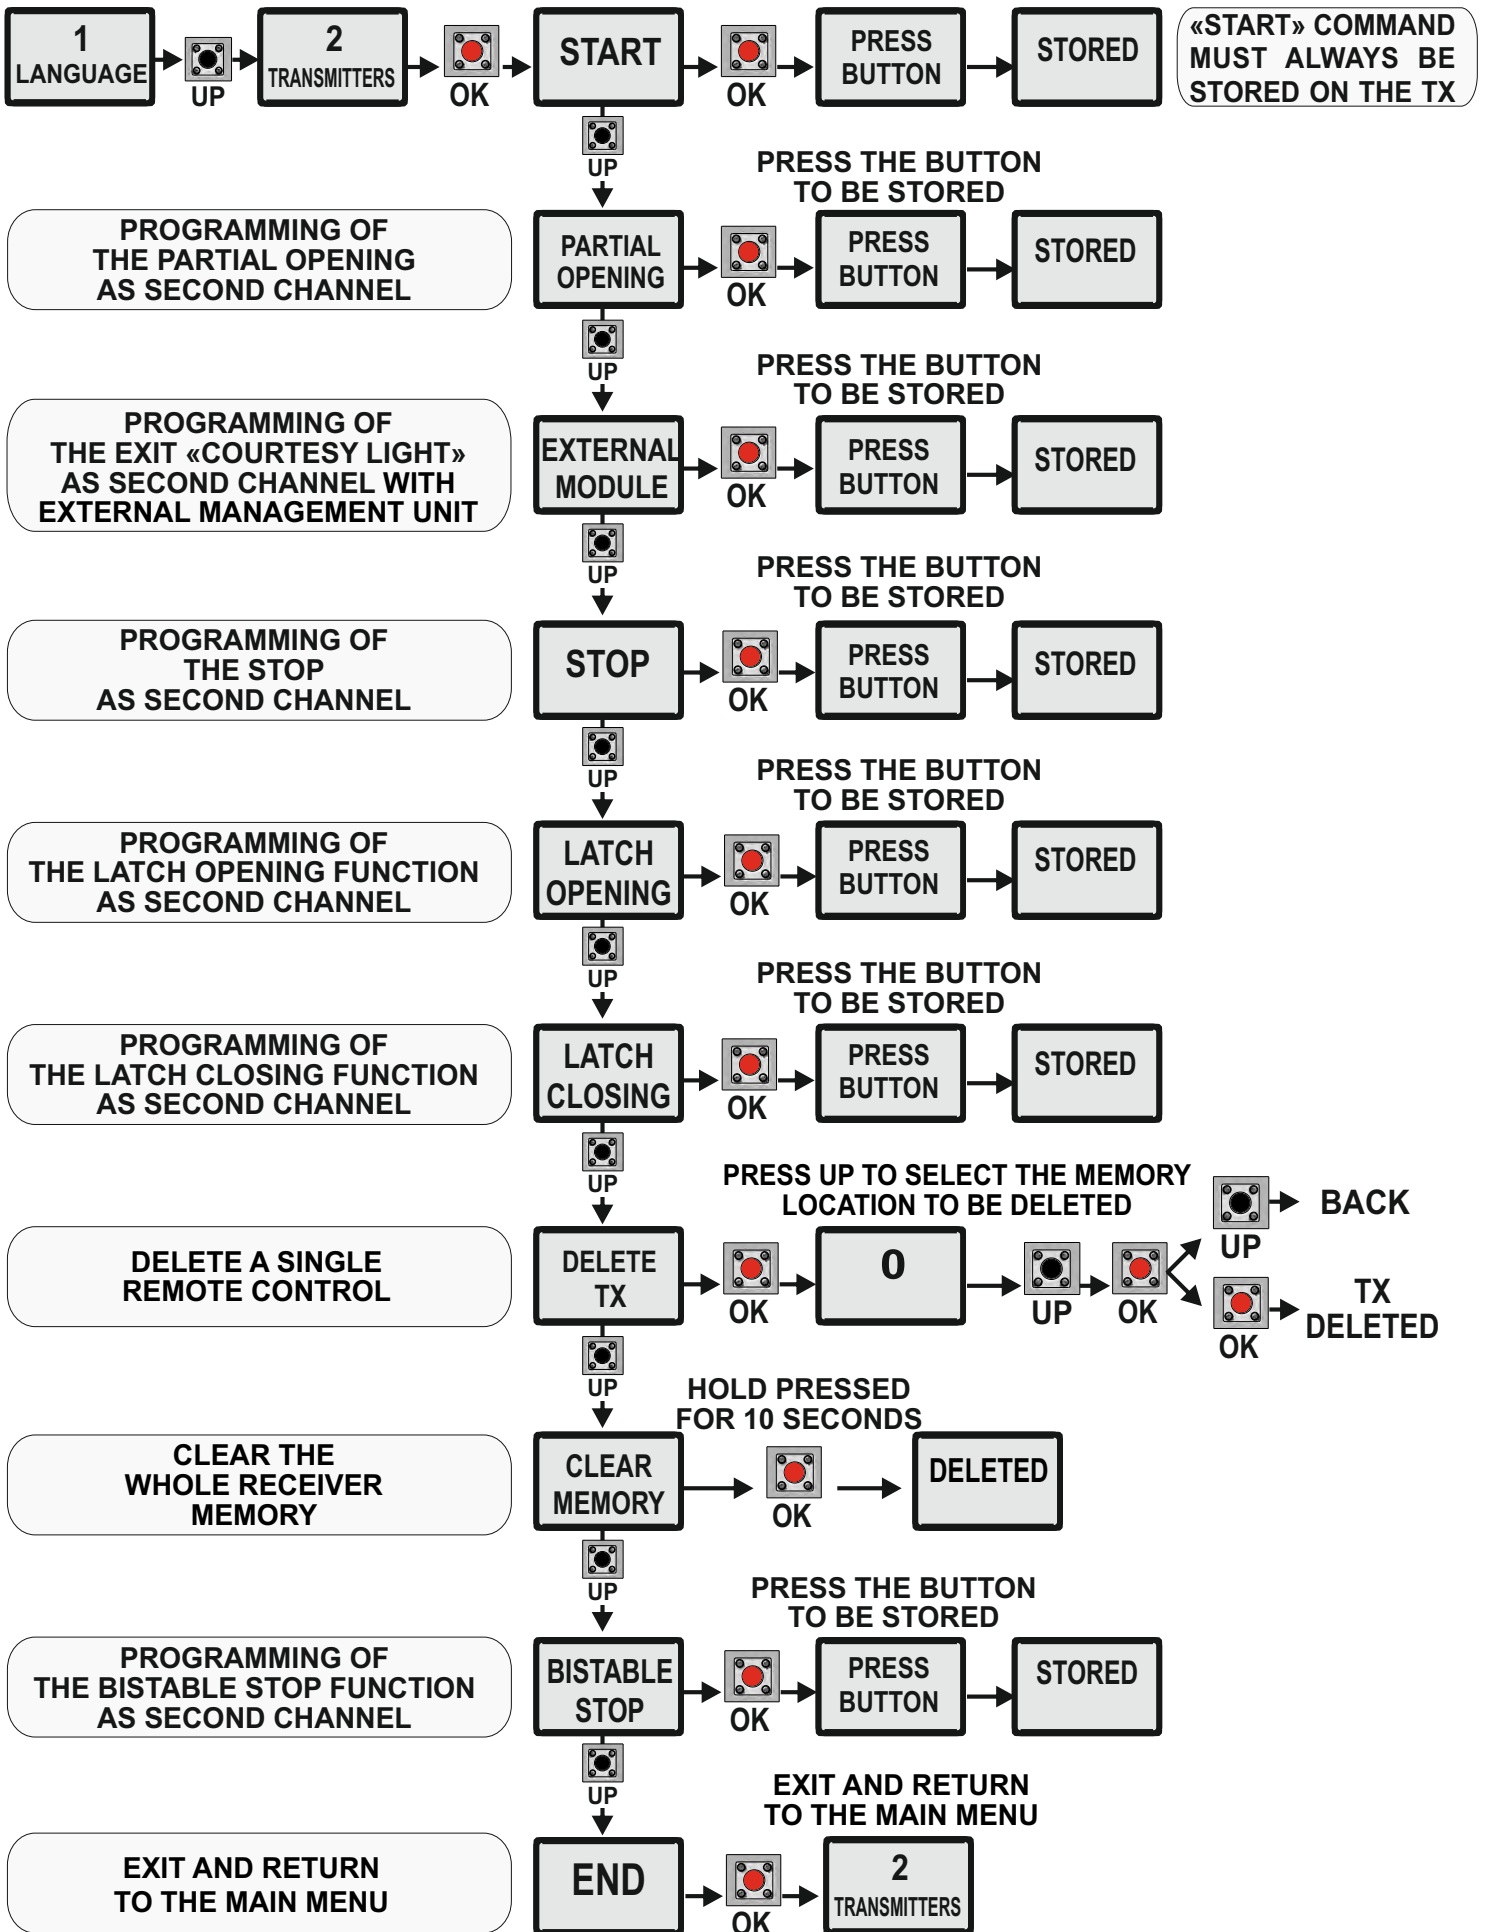 1
LANGUAGE
UP
2
TRANSMITTERS
OK
START
OK
PRESS
BUTTON
STORED
«START» COMMAND
MUST ALWAYS BE
STORED ON THE TX
UP
PRESS THE BUTTON
TO BE STORED
PROGRAMMING OF
THE PARTIAL OPENING
AS SECOND CHANNEL
PARTIAL
OPENING
OK
PRESS
BUTTON
STORED
UP
PRESS THE BUTTON
TO BE STORED
PROGRAMMING OF
THE EXIT «COURTESY LIGHT»
AS SECOND CHANNEL WITH
EXTERNAL MANAGEMENT UNIT
EXTERNAL
MODULE
OK
PRESS
BUTTON
STORED
UP
PRESS THE BUTTON
TO BE STORED
PROGRAMMING OF
THE STOP
AS SECOND CHANNEL
STOP
OK
PRESS
BUTTON
STORED
UP
PRESS THE BUTTON
TO BE STORED
PROGRAMMING OF
THE LATCH OPENING FUNCTION
AS SECOND CHANNEL
LATCH
OPENING
OK
PRESS
BUTTON
STORED
UP
PRESS THE BUTTON
TO BE STORED
PROGRAMMING OF
THE LATCH CLOSING FUNCTION
AS SECOND CHANNEL
LATCH
CLOSING
OK
PRESS
BUTTON
STORED
UP
PRESS UP TO SELECT THE MEMORY
LOCATION TO BE DELETED
DELETE A SINGLE
REMOTE CONTROL
DELETE
TX
OK
0
UP
OK
UP
BACK
OK
TX
DELETED
UP
HOLD PRESSED
FOR 10 SECONDS
CLEAR THE
WHOLE RECEIVER
MEMORY
CLEAR
MEMORY
OK
DELETED
UP
PRESS THE BUTTON
TO BE STORED
PROGRAMMING OF
THE BISTABLE STOP FUNCTION
AS SECOND CHANNEL
BISTABLE
STOP
OK
PRESS
BUTTON
STORED
UP
EXIT AND RETURN
TO THE MAIN MENU
EXIT AND RETURN
TO THE MAIN MENU
END
OK
2
TRANSMITTERS